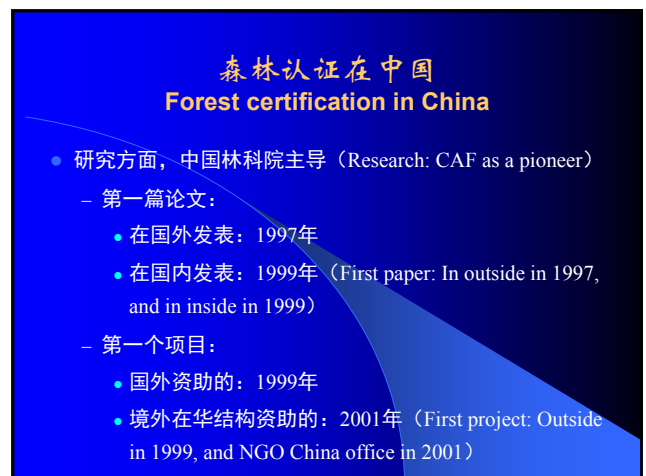 森林认证在中国
Forest certification in China
研究方面，中国林科院主导（Research: CAF as a pioneer）
– 第一篇论文：
在国外发表：1997年
在国内发表：1999年（First paper: In outside in 1997,
and in inside in 1999）
– 第一个项目：
国外资助的：1999年
境外在华结构资助的：2001年（First project: Outside
in 1999, and NGO China office in 2001）